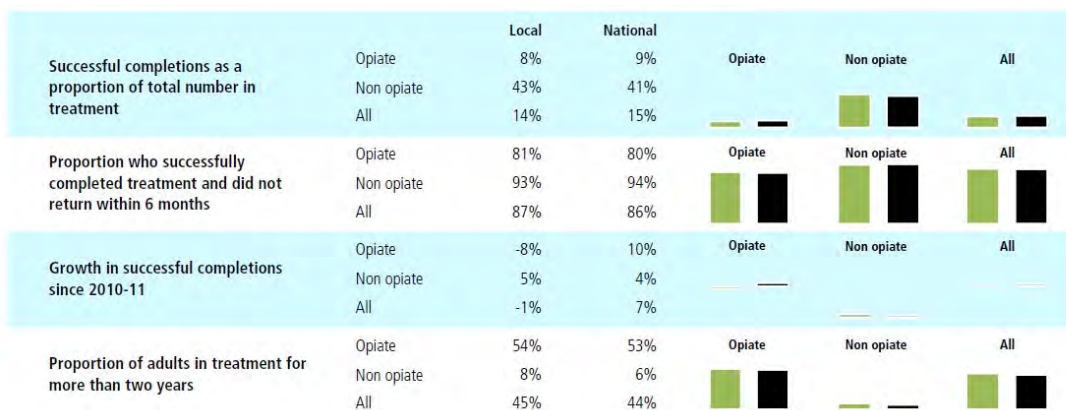 Local National
Successful completions as a
proportion of total number in
treatment
Opiate 8% 9%
Non opiate 43% 41%
All 14% 15%
Opiate Non opiate All
Proportion who successfully
completed treatment and did not
return within 6 months
Opiate 81% 80%
Non opiate 93% 94%
All 87% 86%
Opiate Non opiate All
Growth in successful completions
since 2010-11
Opiate -8% 10%
Non opiate 5% 4%
All -1% 7%
Opiate Non opiate All
Proportion of adults in treatment for
more than two years
Opiate 54% 53%
Non opiate 8% 6%
All 45% 44%
Opiate Non opiate All